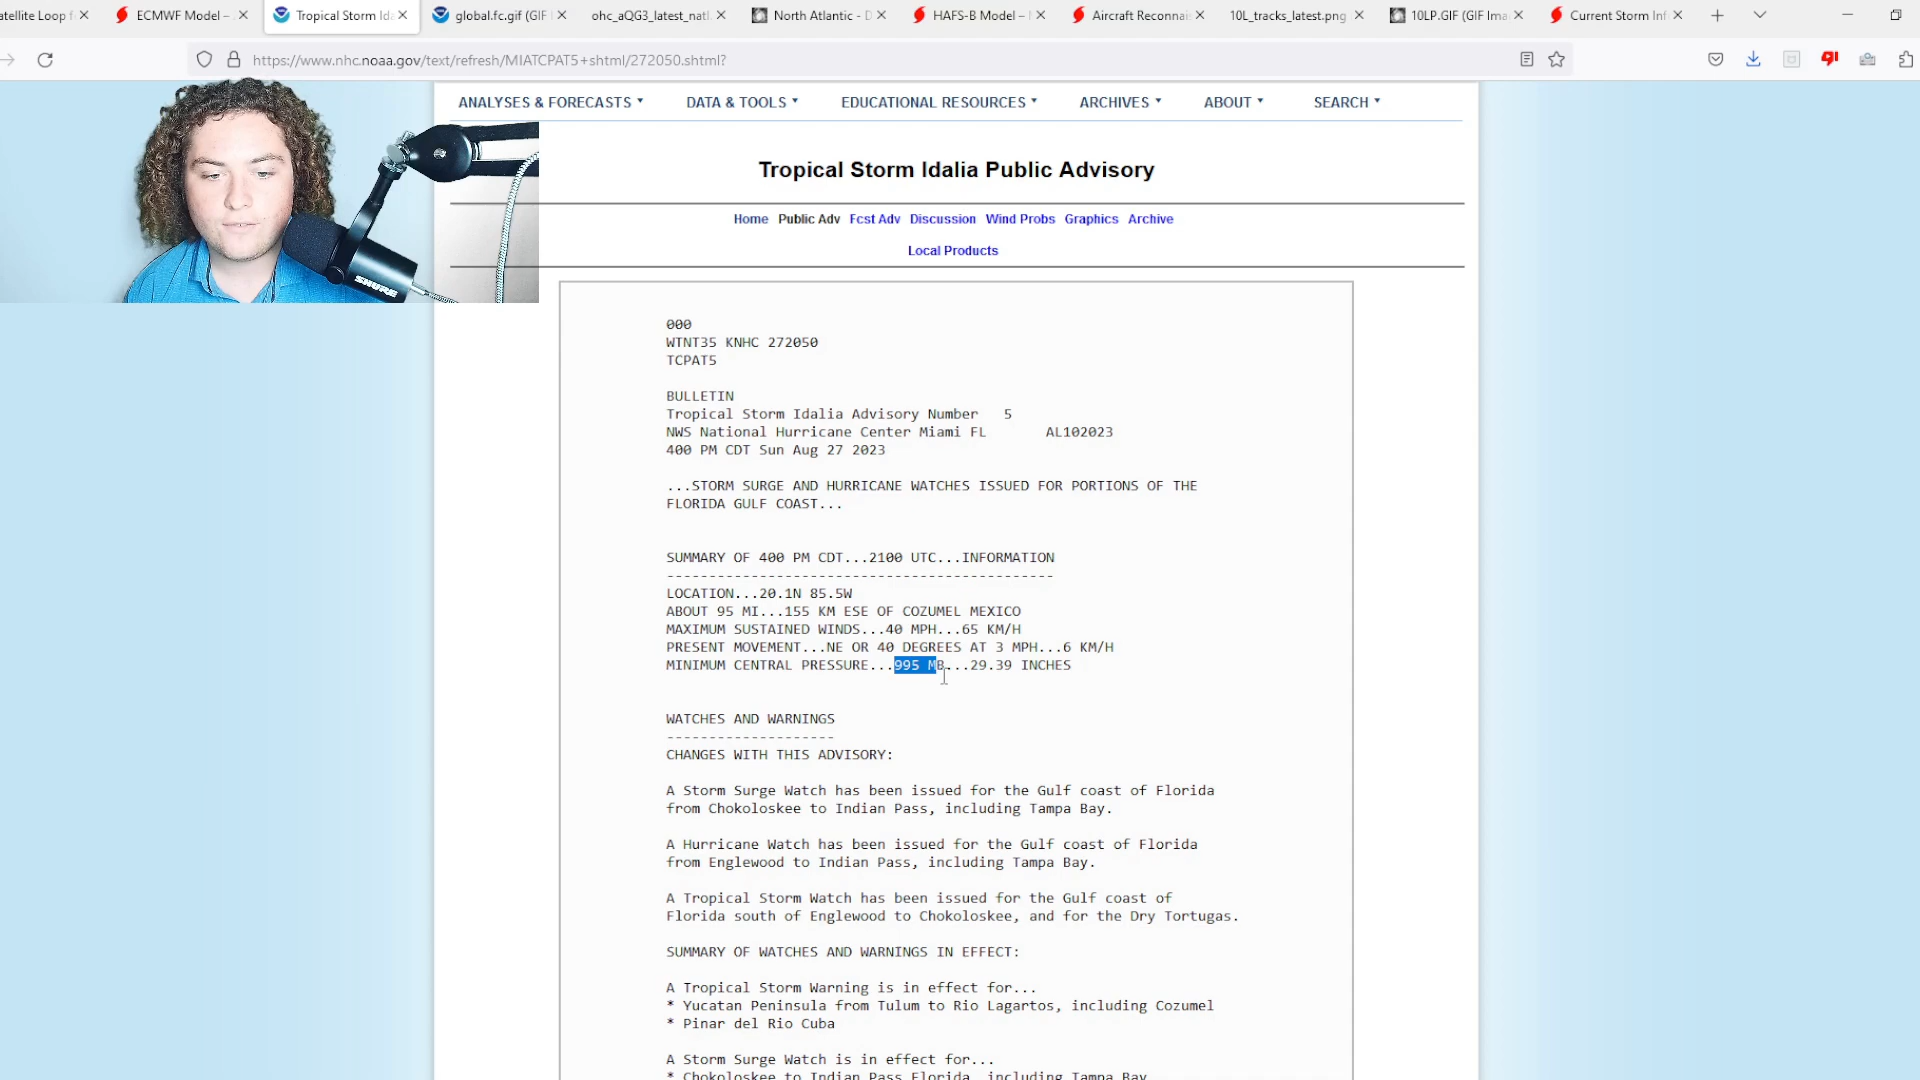 atellite Loop f
ECMWF Model – 
Tropical Storm Ida
global.fc.gif (GIF I
ohc_aQG3_latest_natl.
North Atlantic - D
HAFS-B Model – 
Aircraft Reconnai
10L_tracks_latest.png
10LP.GIF (GIF Ima
Current Storm Inf
https://www.nhc.noaa.gov/text/refresh/MIATCPAT5+shtml/272050.shtml?
ANALYSES & FORECASTS
DATA & TOOLS
EDUCATIONAL RESOURCES
ARCHIVES
ABOUT
SEARCH
SHURE
Tropical Storm Idalia Public Advisory
Home Public Adv Fcst Adv Discussion Wind Probs Graphics Archive
Local Products
000
WTNT35 KNHC 272050
TCPAT5
BULLETIN
Tropical Storm Idalia Advisory Number 5
NWS National Hurricane Center Miami FL AL102023
400 PM CDT Sun Aug 27 2023
...STORM SURGE AND HURRICANE WATCHES ISSUED FOR PORTIONS OF THE
FLORIDA GULF COAST...
SUMMARY OF 400 PM CDT...2100 UTC...INFORMATION
----------------------------------------------
LOCATION...20.1N 85.5W
ABOUT 95 MI...155 KM ESE OF COZUMEL MEXICO
MAXIMUM SUSTAINED WINDS...40 MPH...65 KM/H
PRESENT MOVEMENT...NE OR 40 DEGREES AT 3 MPH...6 KM/H
MINIMUM CENTRAL PRESSURE...995 MB...29.39 INCHES
WATCHES AND WARNINGS
--------------------
CHANGES WITH THIS ADVISORY:
A Storm Surge Watch has been issued for the Gulf coast of Florida
from Chokoloskee to Indian Pass, including Tampa Bay.
A Hurricane Watch has been issued for the Gulf coast of Florida
from Englewood to Indian Pass, including Tampa Bay.
A Tropical Storm Watch has been issued for the Gulf coast of
Florida south of Englewood to Chokoloskee, and for the Dry Tortugas.
SUMMARY OF WATCHES AND WARNINGS IN EFFECT:
A Tropical Storm Warning is in effect for...
* Yucatan Peninsula from Tulum to Rio Lagartos, including Cozumel
* Pinar del Rio Cuba
A Storm Surge Watch is in effect for...
* Chokoloskee to Indian Pass Florida, including Tampa Bay